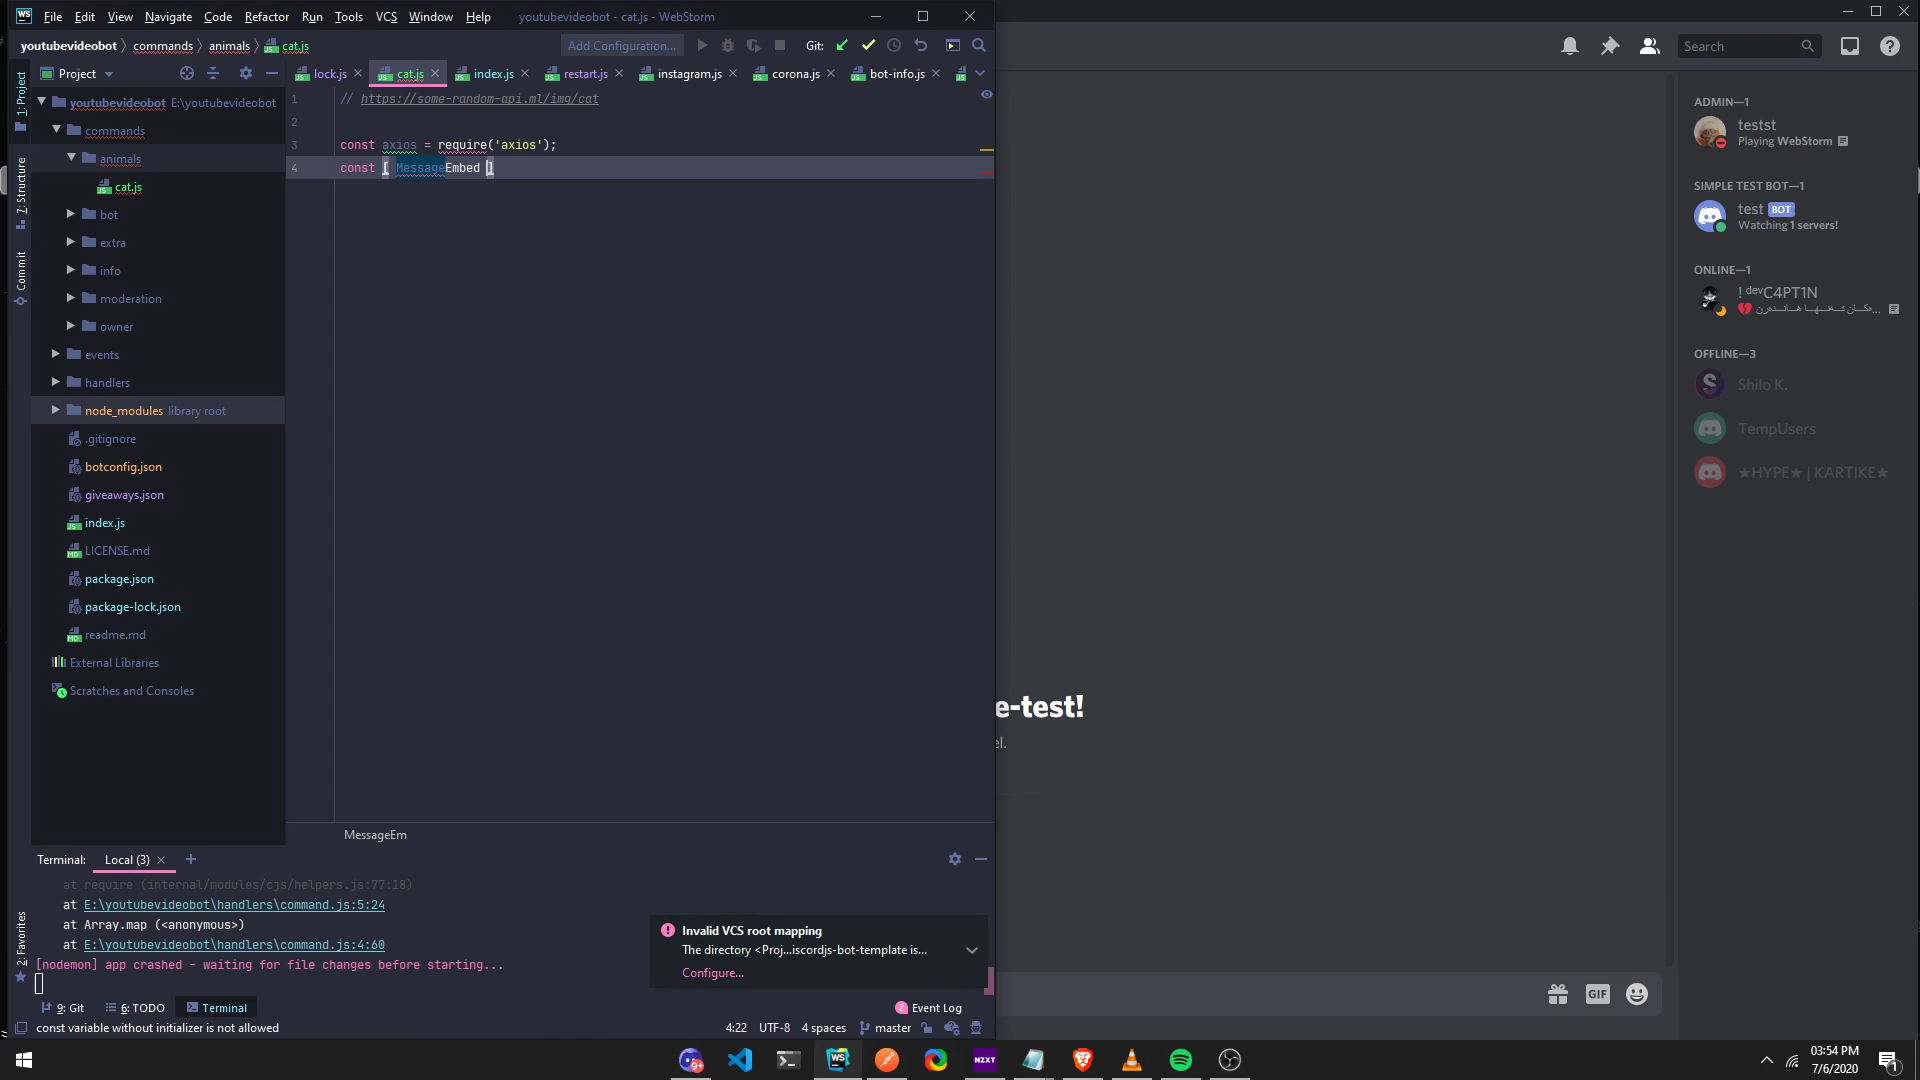 File Edit View Navigate Code Refactor Run Tools VCS Window Help youtubevideobot - cat.js - WebStorm
youtubevideobot commands animals cat.js Add Configuration... Git:
Search
1: Project
Project
lock.js cat.js index.js restart.js instagram.js corona.js bot-info.js
youtubevideobot E:\youtubevideobot
commands
animals
cat.js
bot
extra
info
moderation
owner
events
handlers
node_modules library root
.gitignore
botconfig.json
giveaways.json
index.js
LICENSE.md
package.json
package-lock.json
readme.md
External Libraries
Scratches and Consoles
7: Structure
Commit
2: Favorites
1 // https://some-random-api.ml/img/cat
2
3 const axios = require('axios');
4 const [ MessageEmbed ]
MessageEm
Terminal: Local (3)
at require (internal/modules/cjs/helpers.js:77:18)
at E:\youtubevideobot\handlers\command.js:5:24
at Array.map (<anonymous>)
at E:\youtubevideobot\handlers\command.js:4:60
[nodemon] app crashed - waiting for file changes before starting...
Invalid VCS root mapping
The directory <Proj...iscordjs-bot-template is...
Configure...
9: Git 6: TODO Terminal 2 Event Log
const variable without initializer is not allowed 4:22 UTF-8 4 spaces master
ADMIN—1
testst
Playing WebStorm
SIMPLE TEST BOT—1
test BOT
Watching 1 servers!
ONLINE—1
! ᵈᵉᵛC4PT1N
OFFLINE—3
Shilo K.
TempUsers
★HYPE★ | KARTIKE★
e-test!
el.
GIF
9+ WS NZXT
03:54 PM
7/6/2020
1